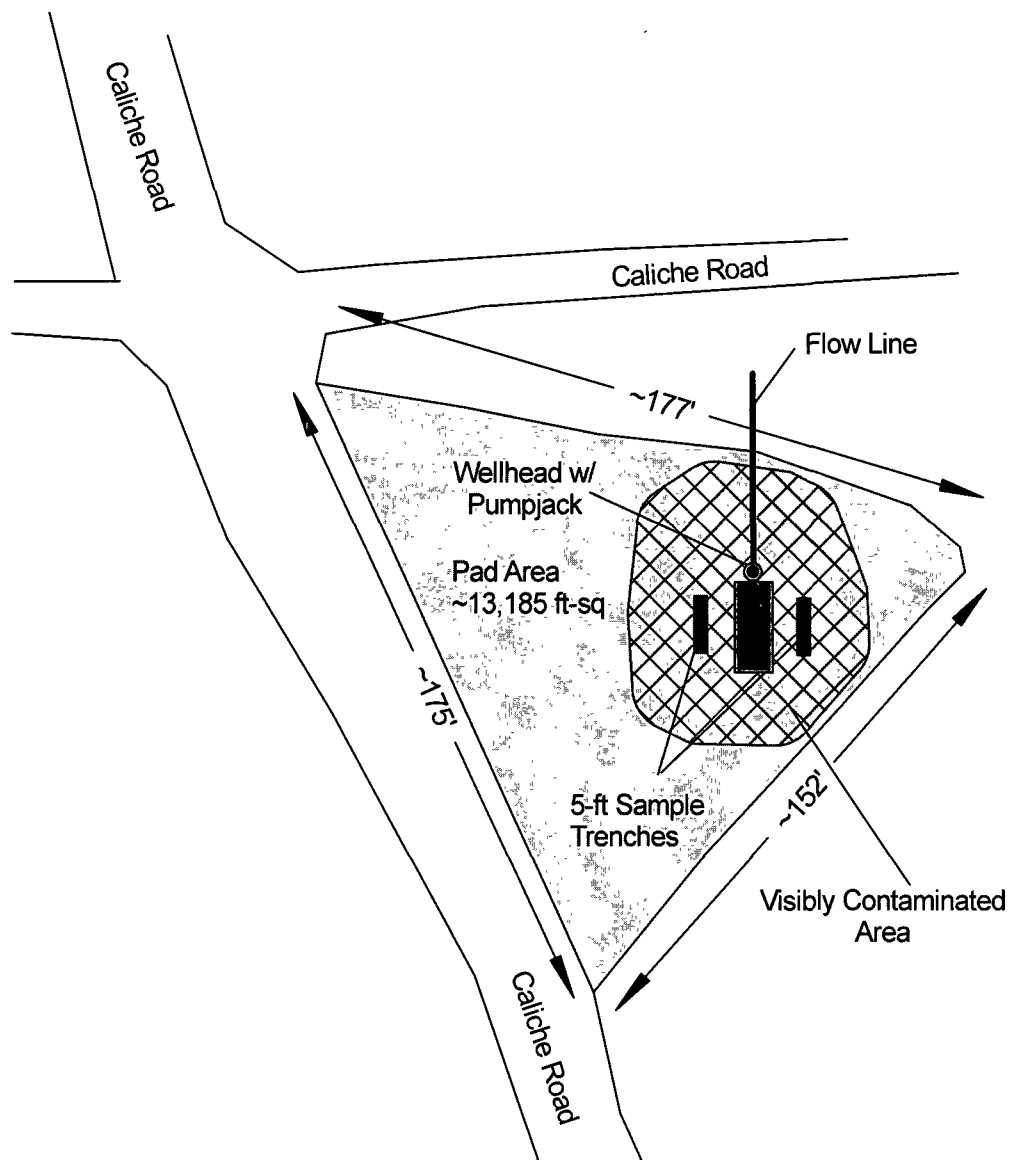 Caliche Road
Caliche Road
Flow Line
~177'
Wellhead w/
Pumpjack
Pad Area
~13,185 ft-sq
~175'
~152'
5-ft Sample
Trenches
Visibly Contaminated
Area
Caliche Road